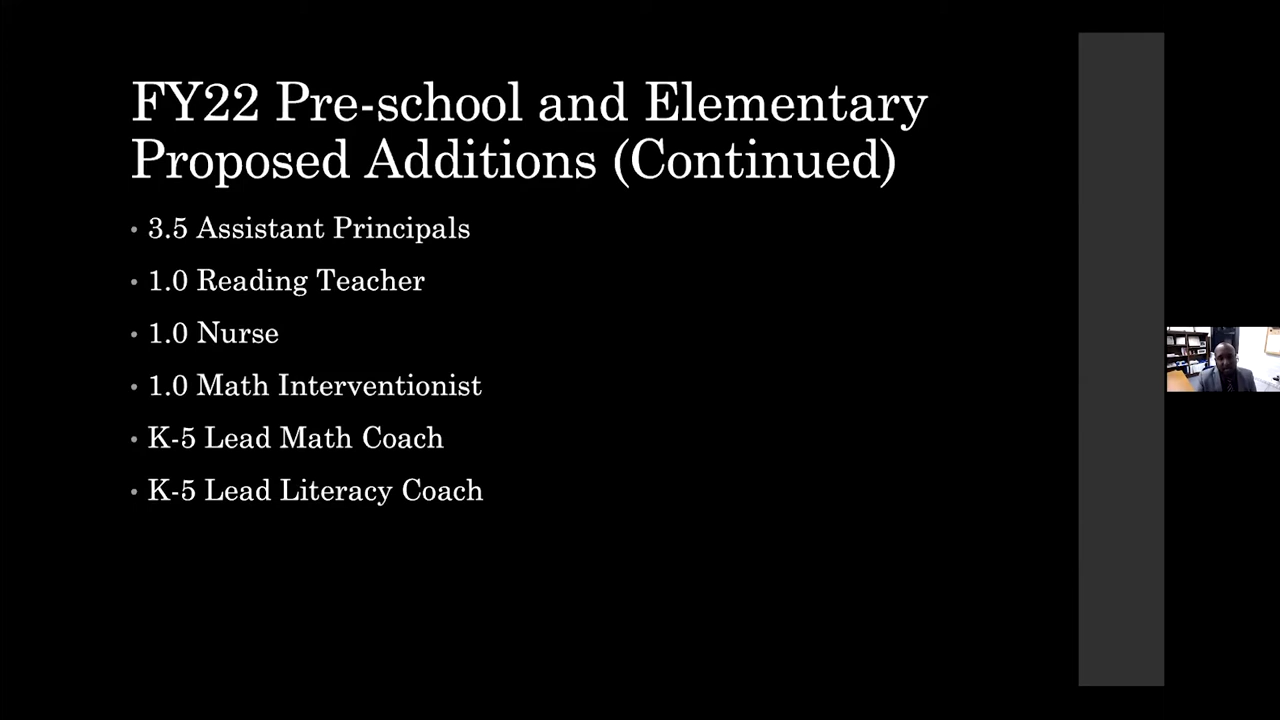 FY22 Pre-school and Elementary
Proposed Additions (Continued)
• 3.5 Assistant Principals
• 1.0 Reading Teacher
• 1.0 Nurse
• 1.0 Math Interventionist
• K-5 Lead Math Coach
• K-5 Lead Literacy Coach